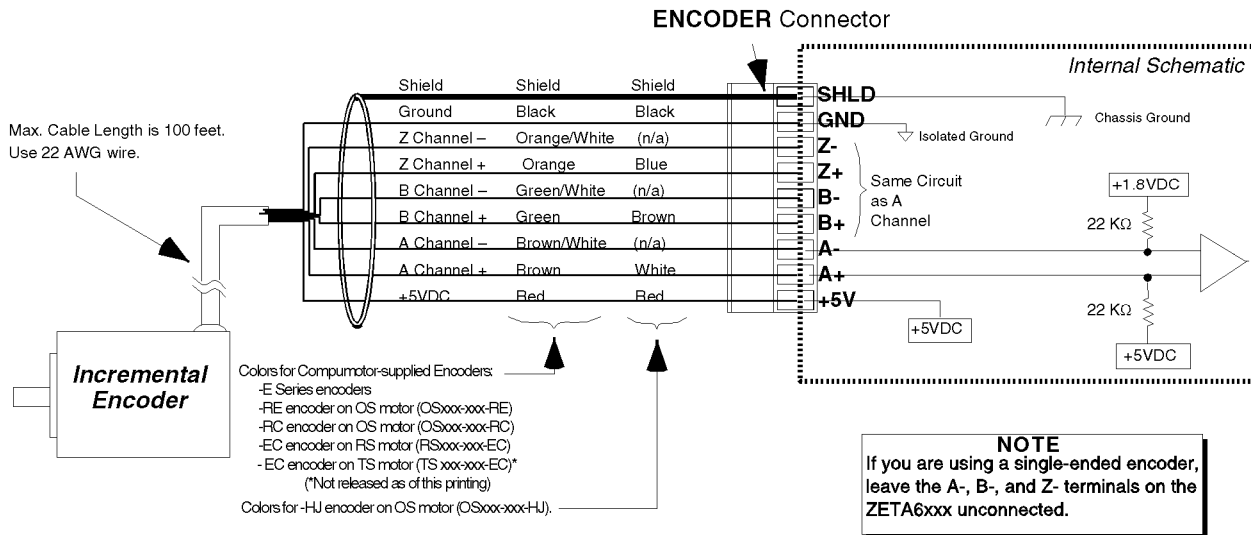 ENCODER Connector
Internal Schematic
Max. Cable Length is 100 feet.
Use 22 AWG wire.
Shield Shield Shield SHLD
Chassis Ground
Ground Black Black GND
Isolated Ground
Z Channel – Orange/White (n/a) Z-
Z Channel + Orange Blue Z+
B Channel – Green/White (n/a) B-
B Channel + Green Brown B+
Same Circuit
as A
Channel
A Channel – Brown/White (n/a) A-
A Channel + Brown White A+
+5VDC Red Red +5V
+1.8VDC
22 KΩ
22 KΩ
+5VDC
+5VDC
Incremental
Encoder
Colors for Compumotor-supplied Encoders:
-E Series encoders
-RE encoder on OS motor (OSxxx-xxx-RE)
-RC encoder on OS motor (OSxxx-xxx-RC)
-EC encoder on RS motor (RSxxx-xxx-EC)
- EC encoder on TS motor (TS xxx-xxx-EC)*
(*Not released as of this printing)
Colors for -HJ encoder on OS motor (OSxxx-xxx-HJ).
NOTE
If you are using a single-ended encoder,
leave the A-, B-, and Z- terminals on the
ZETA6xxx unconnected.